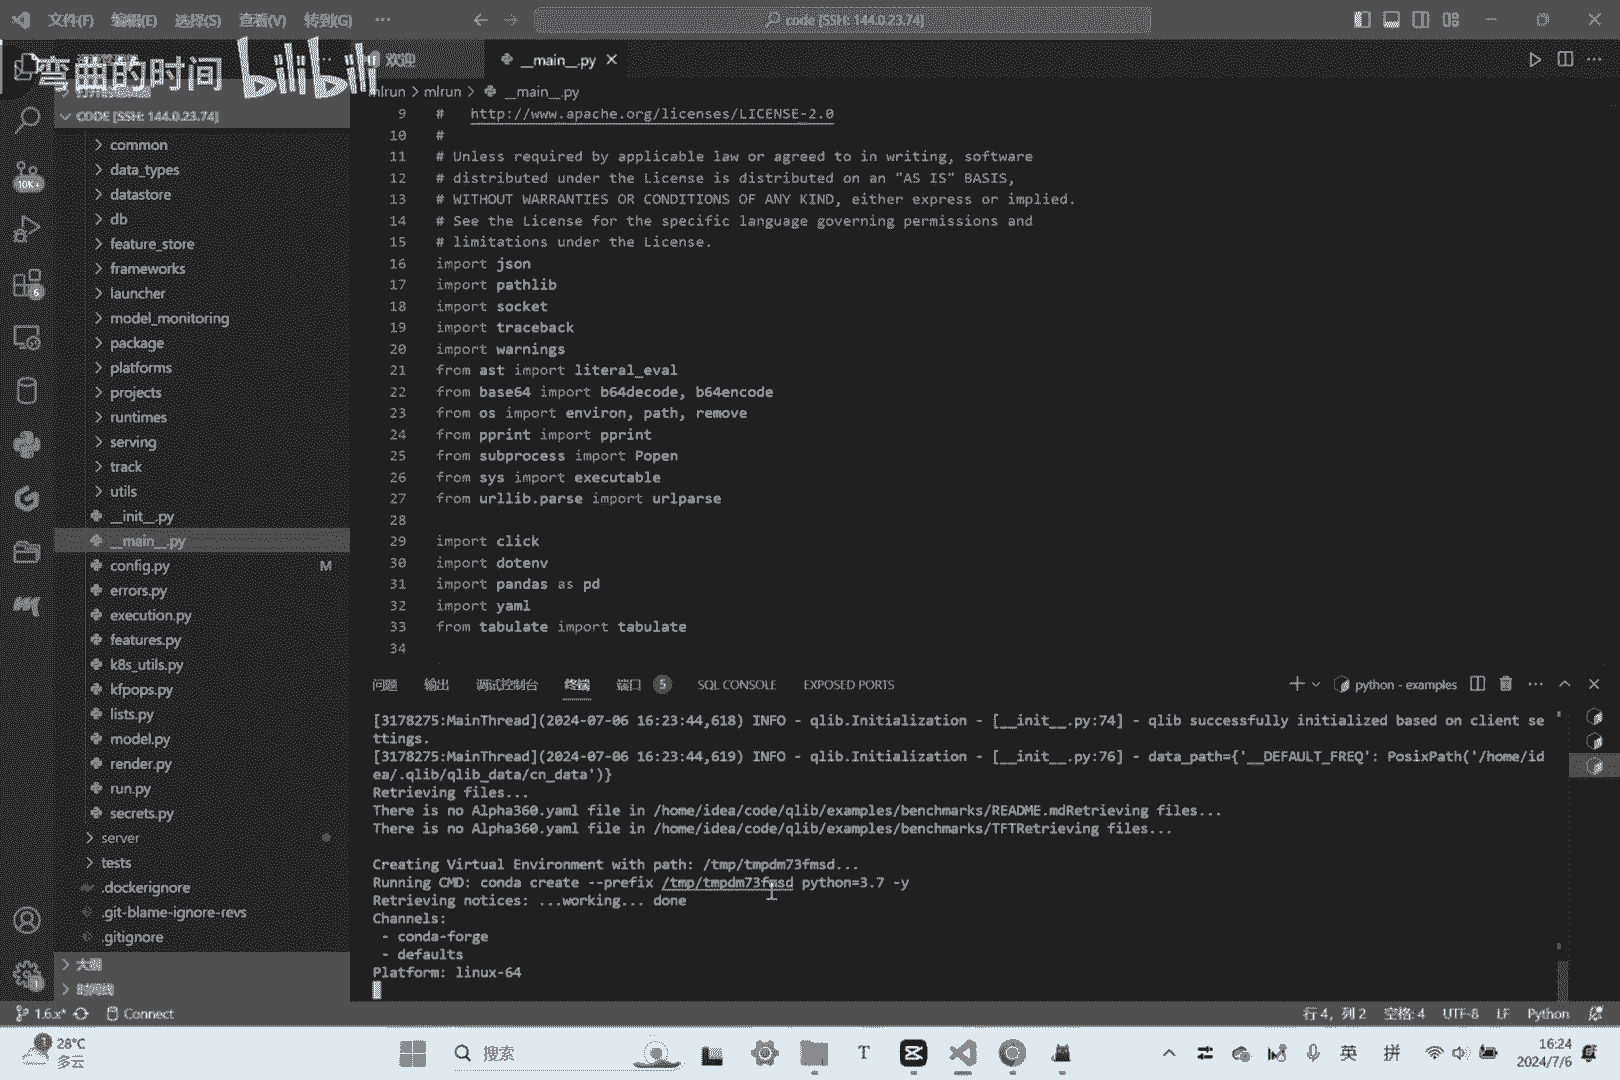 文件(F) 编辑(E) 选择(S) 查看(V) 转到(G) ···
code [SSH: 144.0.23.74]
弯曲的时间 bilibili
欢迎
__main__.py
mlrun > mlrun > __main__.py
CODE [SSH: 144.0.23.74]
common
data_types
datastore
db
feature_store
frameworks
launcher
model_monitoring
package
platforms
projects
runtimes
serving
track
utils
__init__.py
__main__.py
config.py M
errors.py
execution.py
features.py
k8s_utils.py
kfpops.py
lists.py
model.py
render.py
run.py
secrets.py
server
tests
.dockerignore
.git-blame-ignore-revs
.gitignore
大纲
时间线
10K+
6
1
9 # http://www.apache.org/licenses/LICENSE-2.0
10 #
11 # Unless required by applicable law or agreed to in writing, software
12 # distributed under the License is distributed on an "AS IS" BASIS,
13 # WITHOUT WARRANTIES OR CONDITIONS OF ANY KIND, either express or implied.
14 # See the License for the specific language governing permissions and
15 # limitations under the License.
16 import json
17 import pathlib
18 import socket
19 import traceback
20 import warnings
21 from ast import literal_eval
22 from base64 import b64decode, b64encode
23 from os import environ, path, remove
24 from pprint import pprint
25 from subprocess import Popen
26 from sys import executable
27 from urllib.parse import urlparse
28
29 import click
30 import dotenv
31 import pandas as pd
32 import yaml
33 from tabulate import tabulate
34
问题 输出 调试控制台 终端 端口 5 SQL CONSOLE EXPOSED PORTS
python - examples
[3178275:MainThread](2024-07-06 16:23:44,618) INFO - qlib.Initialization - [__init__.py:74] - qlib successfully initialized based on client se
ttings.
[3178275:MainThread](2024-07-06 16:23:44,619) INFO - qlib.Initialization - [__init__.py:76] - data_path={'__DEFAULT_FREQ': PosixPath('/home/id
ea/.qlib/qlib_data/cn_data')}
Retrieving files...
There is no Alpha360.yaml file in /home/idea/code/qlib/examples/benchmarks/README.mdRetrieving files...
There is no Alpha360.yaml file in /home/idea/code/qlib/examples/benchmarks/TFTRetrieving files...
Creating Virtual Environment with path: /tmp/tmpdm73fmsd...
Running CMD: conda create --prefix /tmp/tmpdm73fmsd python=3.7 -y
Retrieving notices: ...working... done
Channels:
- conda-forge
- defaults
Platform: linux-64
1.6.x* Connect
行 4，列 2 空格: 4 UTF-8 LF Python
28°C
多云
搜索
英 拼
16:24
2024/7/6